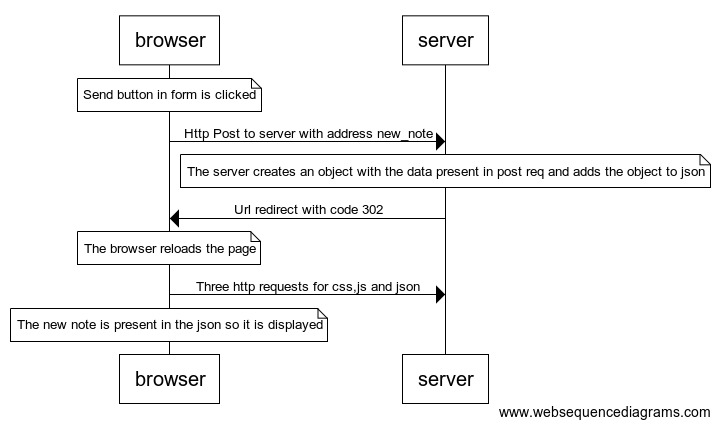 browser
server
Send button in form is clicked
Http Post to server with address new_note
The server creates an object with the data present in post req and adds the object to json
Url redirect with code 302
The browser reloads the page
Three http requests for css,js and json
The new note is present in the json so it is displayed
browser
server
www.websequencediagrams.com